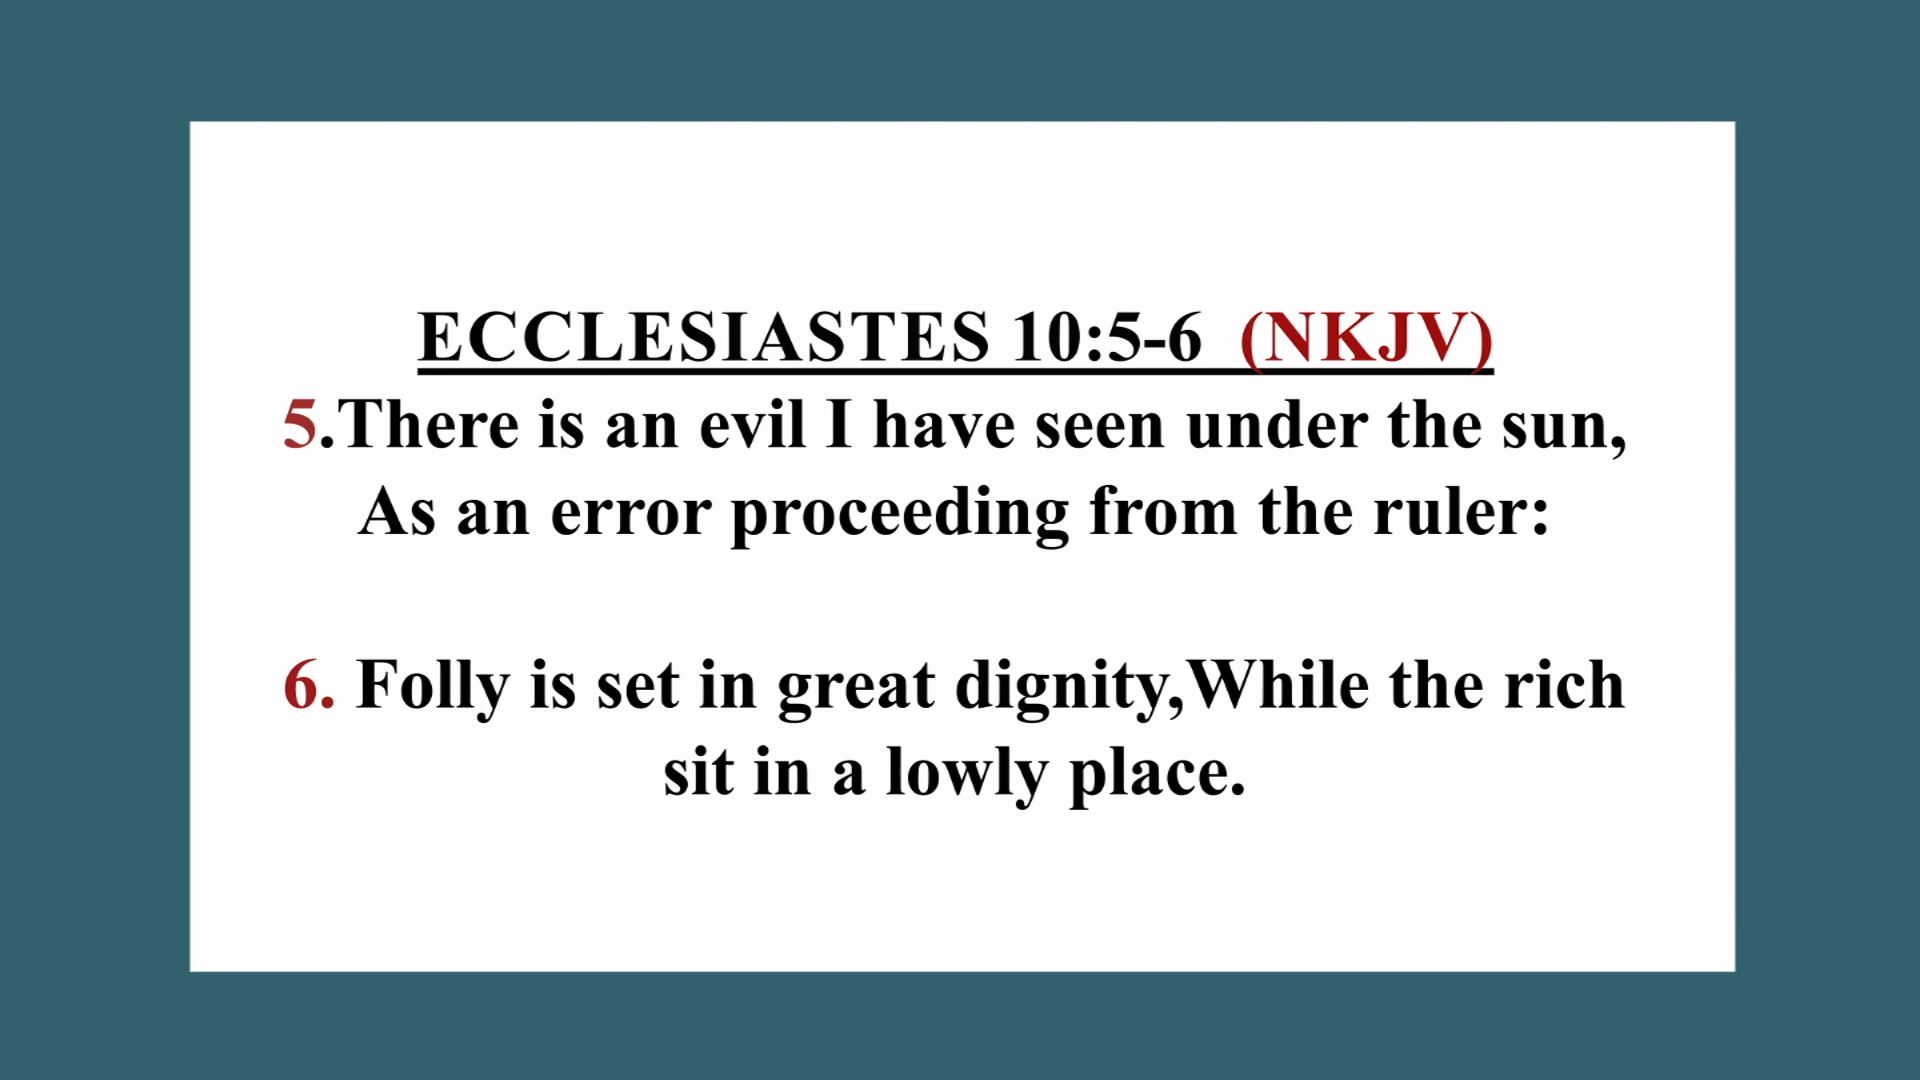 ECCLESIASTES 10:5-6 (NKJV)
5.There is an evil I have seen under the sun,
As an error proceeding from the ruler:
6. Folly is set in great dignity,While the rich
sit in a lowly place.